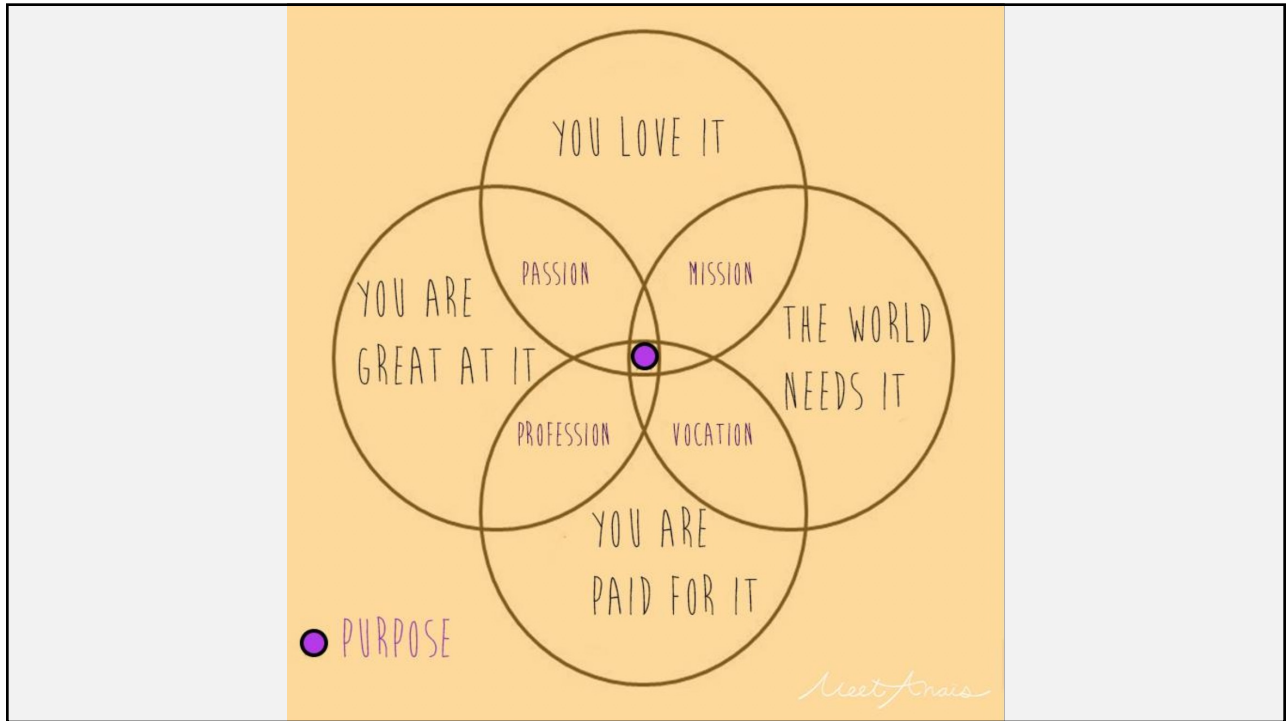 YOU LOVE IT
PASSION
MISSION
YOU ARE
GREAT AT IT
THE WORLD
NEEDS IT
PROFESSION
VOCATION
YOU ARE
PAID FOR IT
PURPOSE
Meet Anaïs